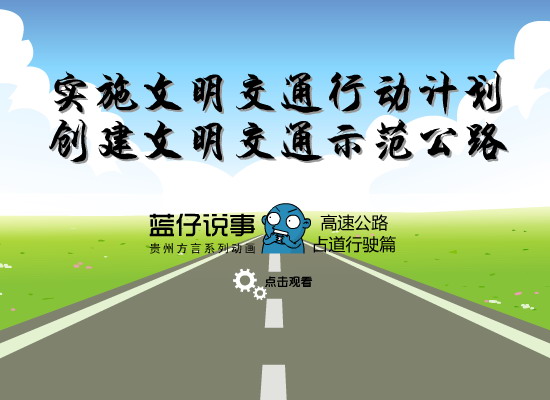 实施文明交通行动计划
创建文明交通示范公路
蓝仔说事
贵州方言系列动画
高速公路
占道行驶篇
点击观看